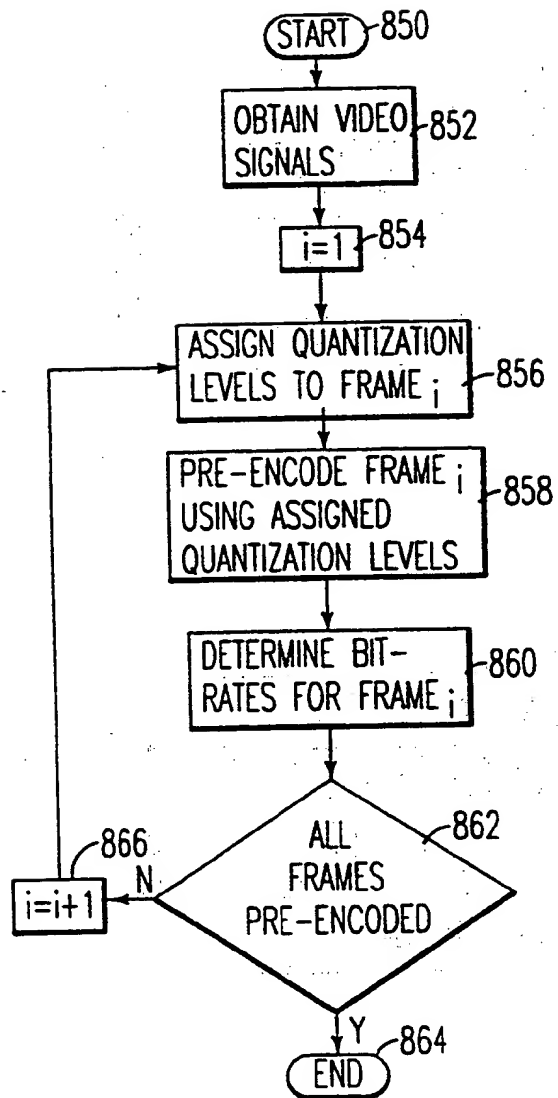 START 850
OBTAIN VIDEO
SIGNALS
852
i=1 854
ASSIGN QUANTIZATION
LEVELS TO FRAME i
856
PRE-ENCODE FRAME i
USING ASSIGNED
QUANTIZATION LEVELS
858
DETERMINE BIT-
RATES FOR FRAME i
860
ALL
FRAMES
PRE-ENCODED
862
N
866
i=i+1
Y
END 864